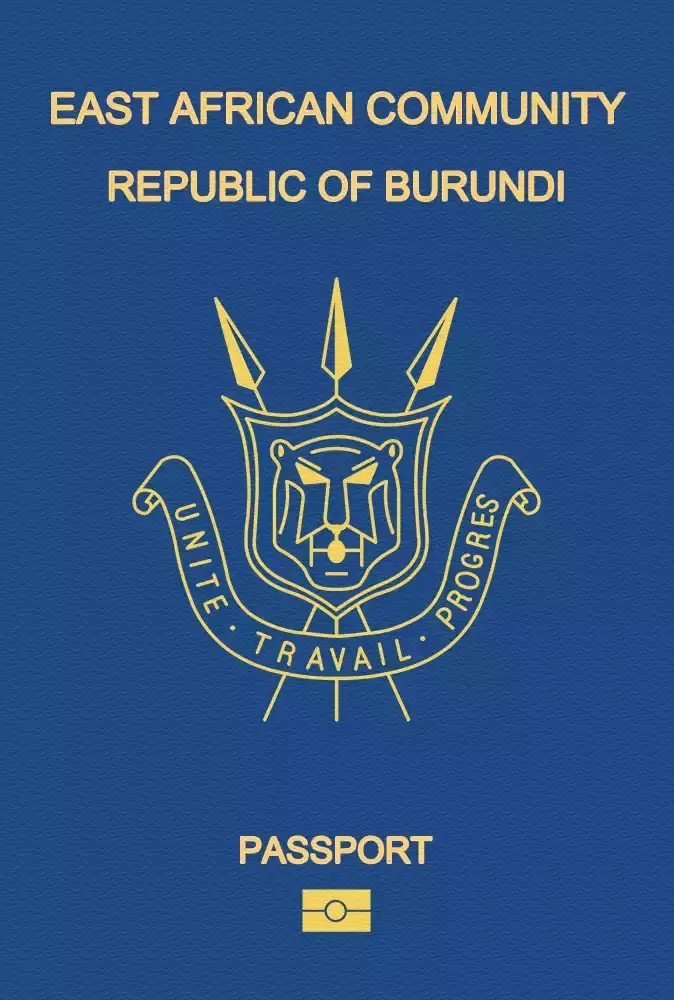 EAST AFRICAN COMMUNITY
REPUBLIC OF BURUNDI
UNITE · TRAVAIL · PROGRES
PASSPORT